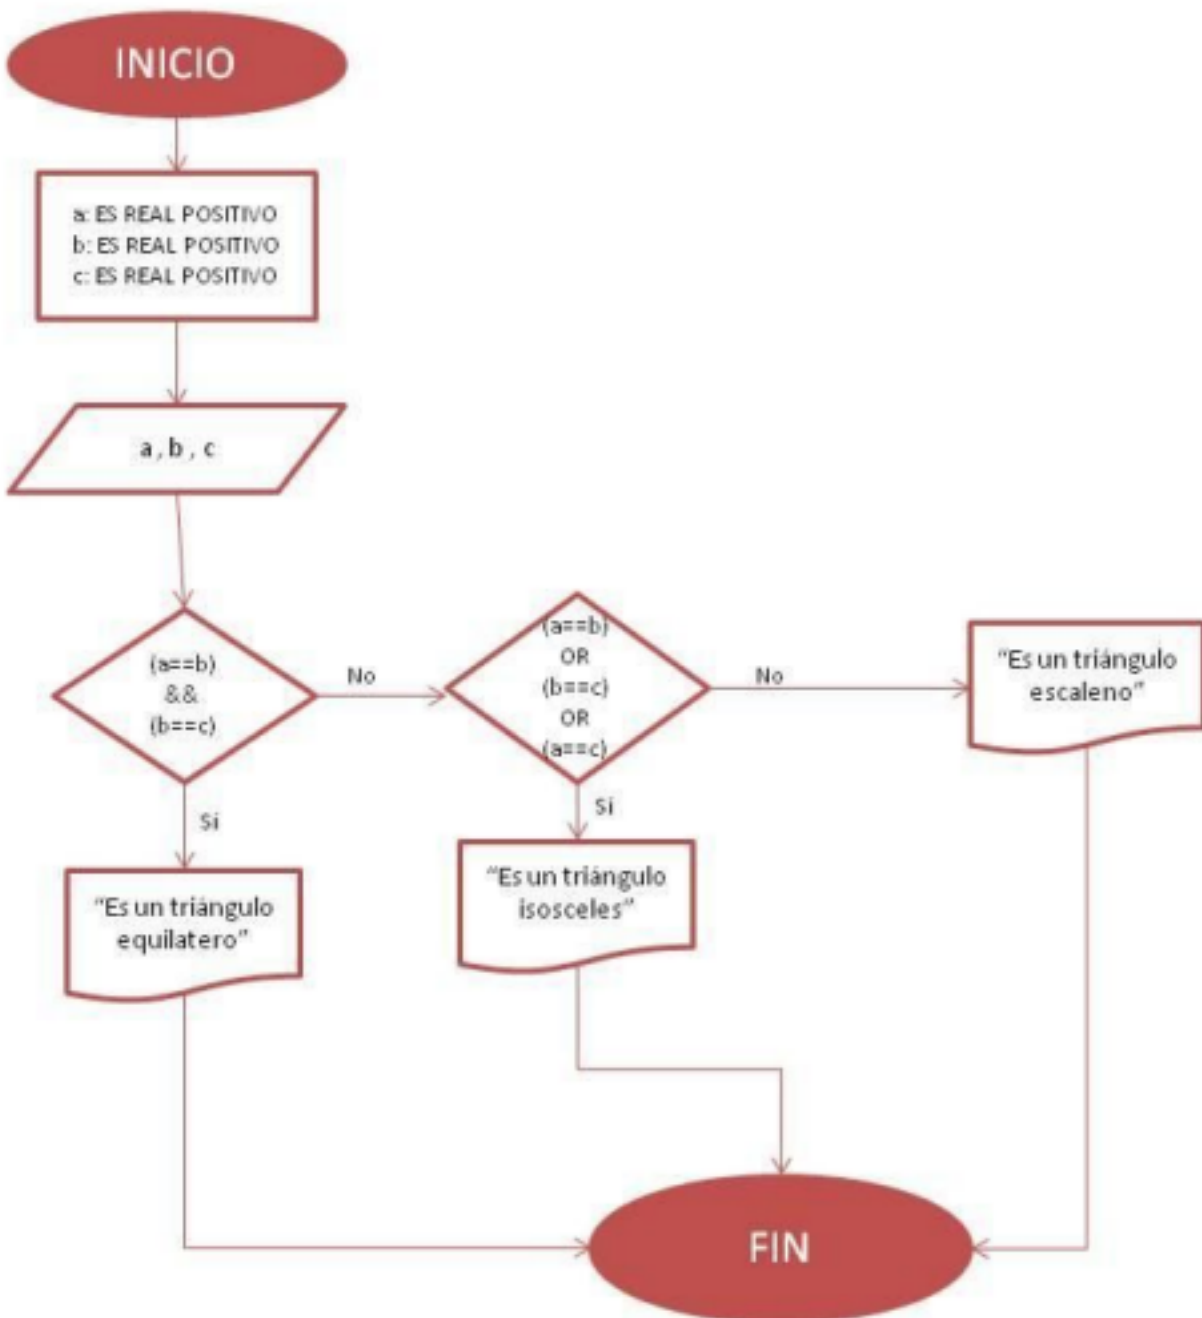 INICIO
a: ES REAL POSITIVO
b: ES REAL POSITIVO
c: ES REAL POSITIVO
a , b , c
(a==b)
&&
(b==c)
No
(a==b)
OR
(b==c)
OR
(a==c)
No
“Es un triángulo
escaleno”
Si
“Es un triángulo
equilatero”
Si
“Es un triángulo
isosceles”
FIN